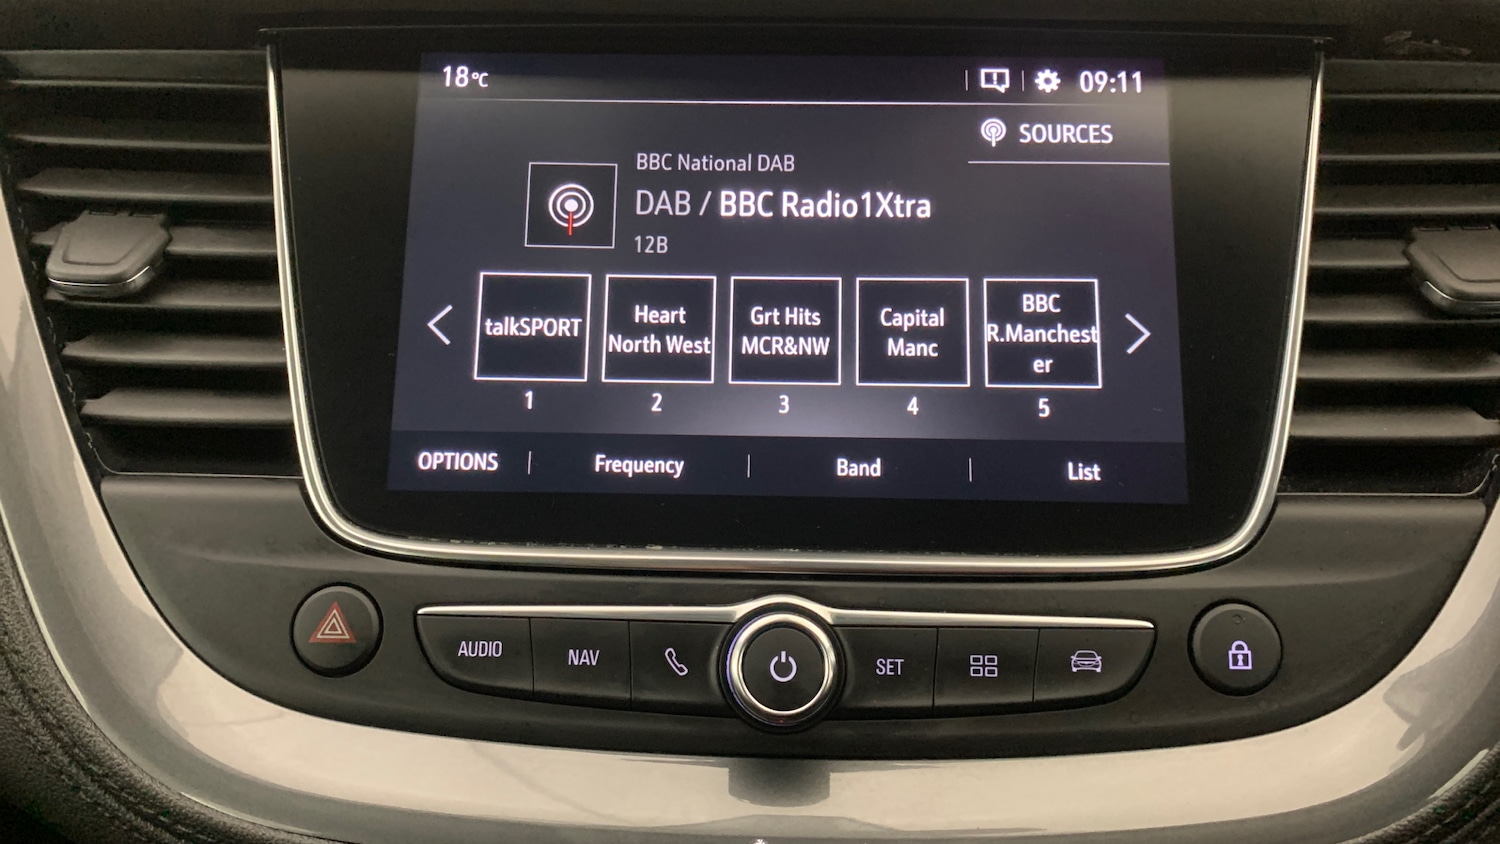 18°C
09:11
SOURCES
BBC National DAB
DAB / BBC Radio1Xtra
12B
talkSPORT
Heart
North West
Grt Hits
MCR&NW
Capital
Manc
BBC
R.Manchest
er
1
2
3
4
5
OPTIONS
Frequency
Band
List
AUDIO
NAV
SET